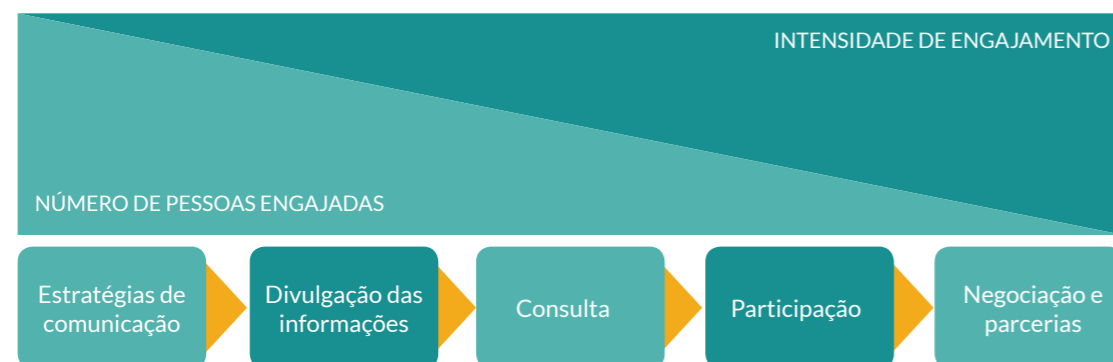 INTENSIDADE DE ENGAJAMENTO
NÚMERO DE PESSOAS ENGAJADAS
Estratégias de
comunicação
Divulgação das
informações
Consulta
Participação
Negociação e
parcerias